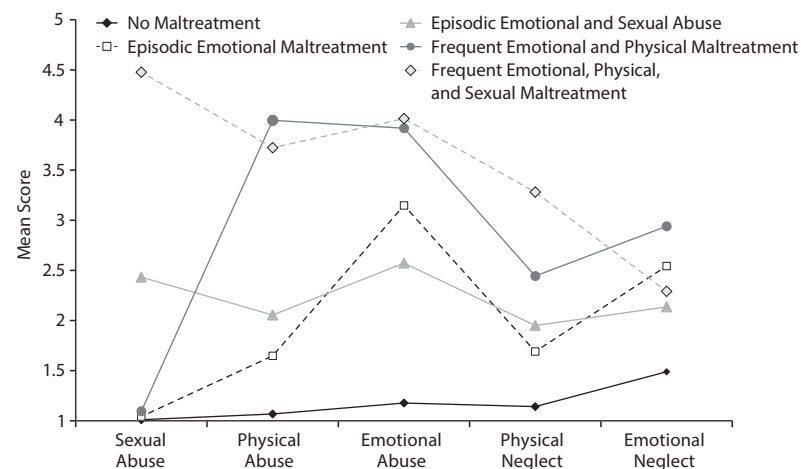 No Maltreatment
Episodic Emotional Maltreatment
Episodic Emotional and Sexual Abuse
Frequent Emotional and Physical Maltreatment
Frequent Emotional, Physical,
and Sexual Maltreatment
Mean Score
5
4.5
4
3.5
3
2.5
2
1.5
1
Sexual
Abuse
Physical
Abuse
Emotional
Abuse
Physical
Neglect
Emotional
Neglect